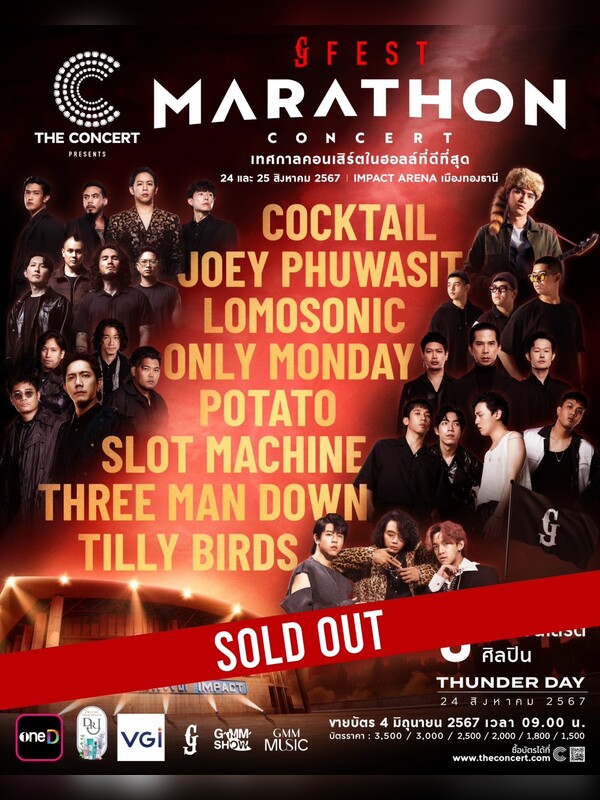 G FEST
MARATHON
CONCERT
THE CONCERT
PRESENTS
เทศกาลคอนเสิร์ตในฮอลล์ที่ดีที่สุด
24 และ 25 สิงหาคม 2567 | IMPACT ARENA เมืองทองธานี
COCKTAIL
JOEY PHUWASIT
LOMOSONIC
ONLY MONDAY
POTATO
SLOT MACHINE
THREE MAN DOWN
TILLY BIRDS
G
SOLD OUT
ศิลปิน
THUNDER DAY
24 สิงหาคม 2567
IMPACT
oneD
VGI
G
GMM SHOW
GMM MUSIC
ขายบัตร 4 มิถุนายน 2567 เวลา 09.00 น.
บัตรราคา : 3,500 / 3,000 / 2,500 / 2,000 / 1,800 / 1,500
ซื้อบัตรได้ที่
www.theconcert.com